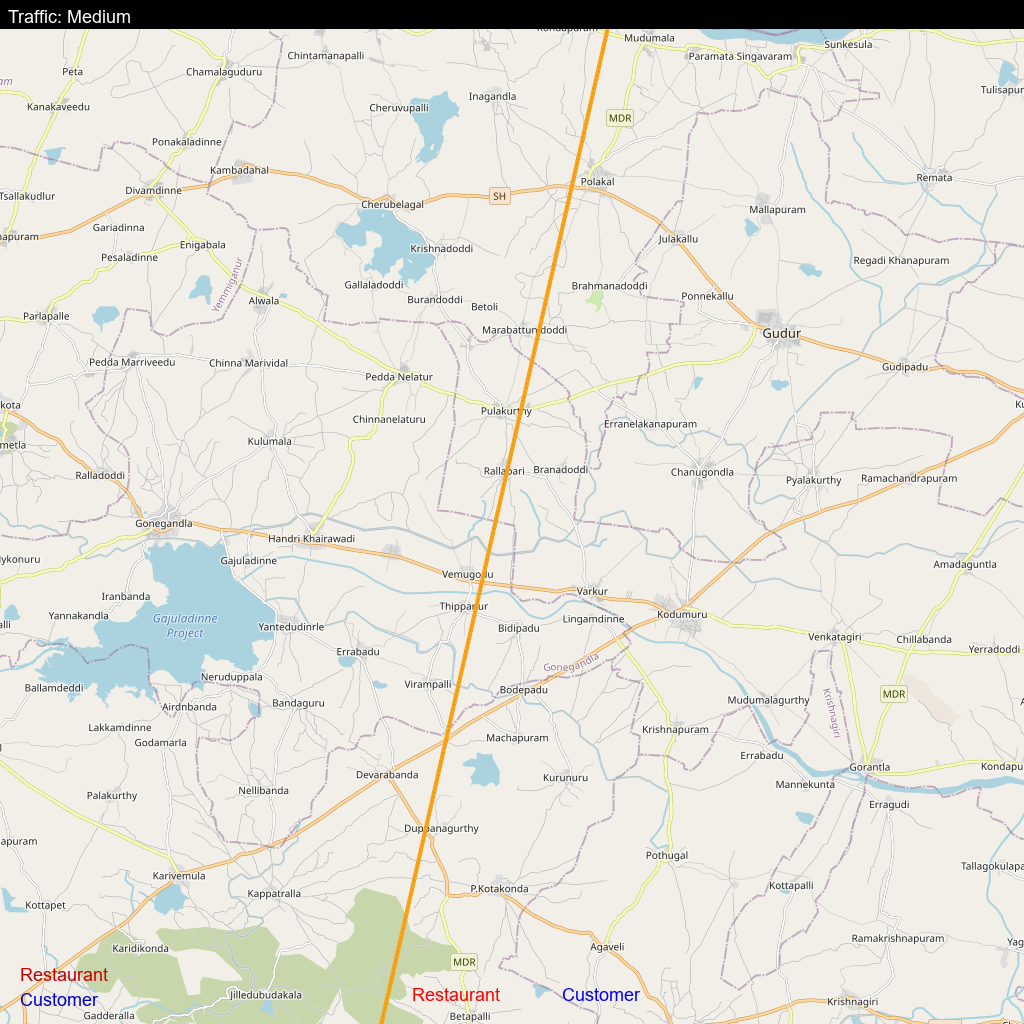 Traffic: Medium
Kondapuram
Mudumala
Sunkesula
Chintamanapalli
Paramata Singavaram
Peta
Chamalaguduru
Tulisapur
Kanakaveedu
Cheruvupalli
Inagandla
MDR
Ponakaladinne
Kambadahal
Polakal
Remata
Tsallakudlur
Divamdinne
SH
Cherubelagal
Mallapuram
Gariadinna
napuram
Enigabala
Krishnadoddi
Julakallu
Pesaladinne
Regadi Khanapuram
Yemmiganur
Gallaladoddi
Brahmanadoddi
Alwala
Burandoddi
Betoli
Ponnekallu
Parlapalle
Marabattunidoddi
Gudur
Pedda Marriveedu
Chinna Marividal
Gudipadu
Pedda Nelatur
kota
Pulakurthy
Chinnanelaturu
Erranelakanapuram
metla
Kulumala
Ralladoddi
Rallapari
Branadoddi
Chanugondla
Pyalakurthy
Ramachandrapuram
Gonegandla
Handri Khairawadi
Gajuladinne
Amadaguntla
Vemugodu
Varkur
Iranbanda
Yannakandla
Thippanur
Kodumuru
Gajuladinne
Project
Lingamdinne
Yantedudinrle
Bidipadu
Venkatagiri
Chillabanda
Errabadu
Yerradoddi
Gonegandla
Neruduppala
Virampalli
Ballamdeddi
Bodepadu
MDR
Airdnbanda
Bandaguru
Mudumalagurthy
Krishnagiri
Lakkamdinne
Krishnapuram
Godamarla
Machapuram
Errabadu
Gorantla
Kondapu
Devarabanda
Kurunuru
Mannekunta
Palakurthy
Nellibanda
Erragudi
Duppanagurthy
apuram
Pothugal
Tallagokulapa
Karivemula
Kappatralla
P.Kotakonda
Kottapalli
Kottapet
Karidikonda
Agaveli
Ramakrishnapuram
Yag
MDR
Restaurant
Customer
Jilledubudakala
Restaurant
Customer
Krishnagiri
Gadderalla
Betapalli